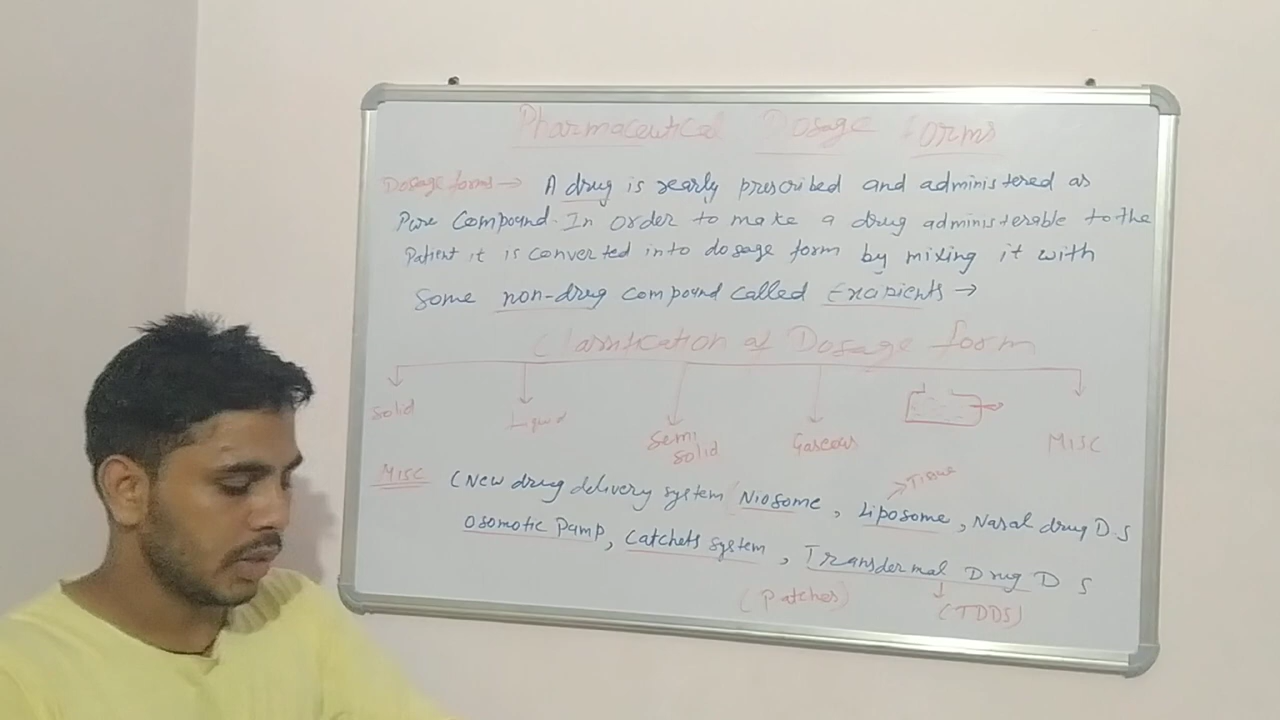 Pharmaceutical Dosage forms
Dosage forms → A drug is rearly prescribed and administered as
Pure Compound. In order to make a drug administerable to the
Patient it is converted into dosage form by mixing it with
Some non-drug compound called Excipients →
Classification of Dosage form
Solid
Liquid
Semi
Solid
Gaseous
MISC
MISC (New drug delivery system Niosome, Liposome, Nasal drug D.S
Tissue
Osomotic Pump, Catchets system, Transdermal Drug D S
(Patches) (TDDS)